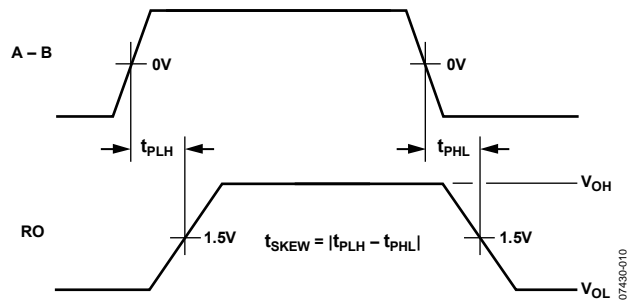 A – B
0V
0V
tPLH
tPHL
VOH
RO
1.5V
tSKEW = |tPLH – tPHL|
1.5V
VOL
07430-010